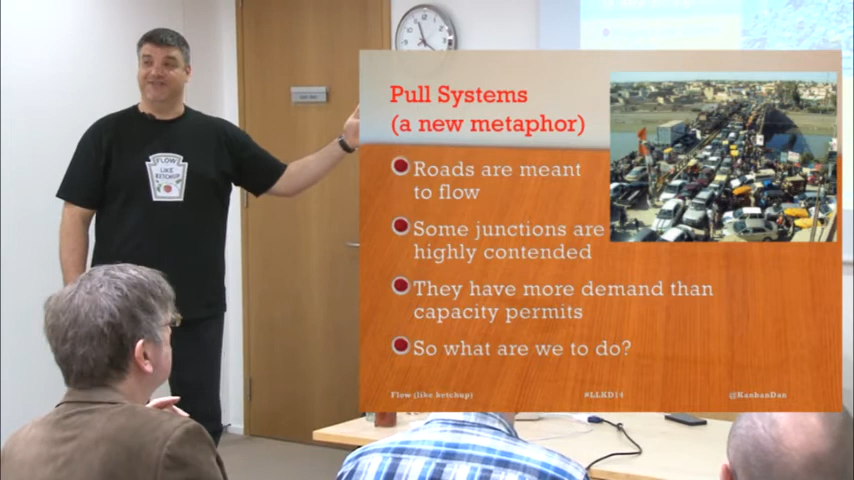 FLOW
LIKE
KETCHUP
Pull Systems
(a new metaphor)
Roads are meant
to flow
Some junctions are
highly contended
They have more demand than
capacity permits
So what are we to do?
Flow (like ketchup)
#LLKD14
@KanbanDan